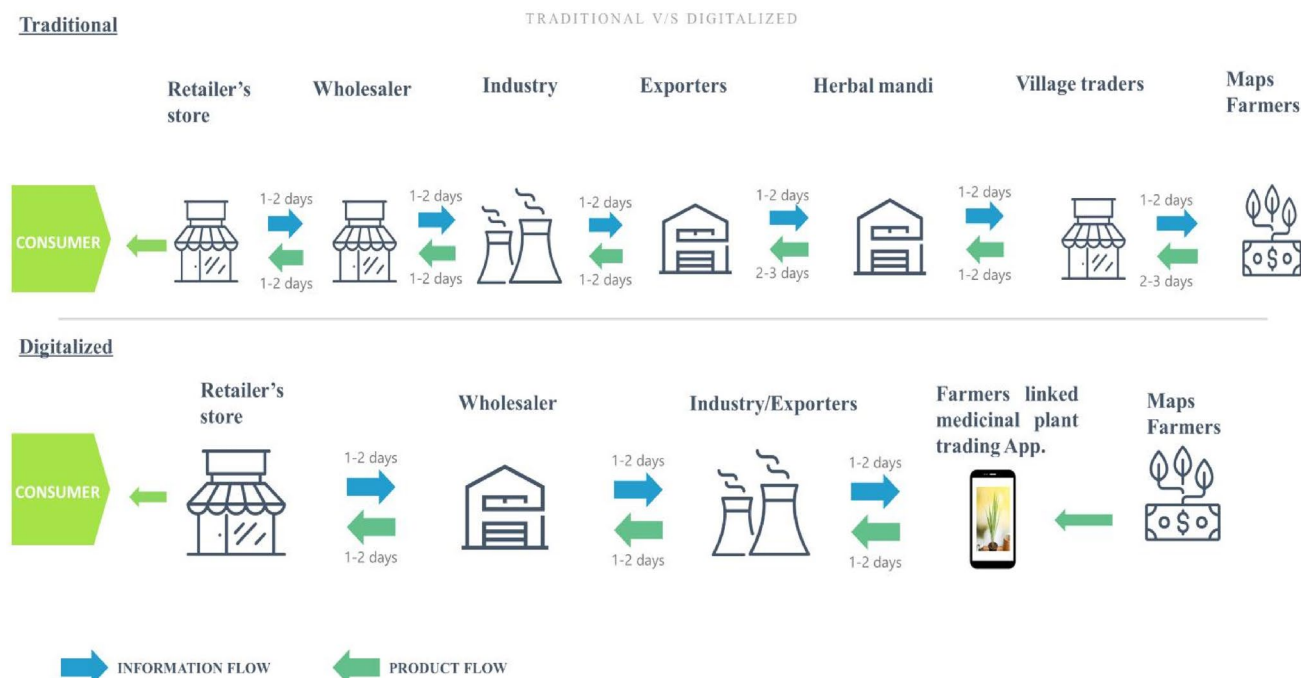 TRADITIONAL V/S DIGITALIZED
Traditional
Retailer's
store
Wholesaler
Industry
Exporters
Herbal mandi
Village traders
Maps
Farmers
1-2 days
1-2 days
1-2 days
1-2 days
1-2 days
1-2 days
CONSUMER
1-2 days
1-2 days
1-2 days
2-3 days
1-2 days
2-3 days
Digitalized
Retailer's
store
Wholesaler
Industry/Exporters
Farmers linked
medicinal plant
trading App.
Maps
Farmers
1-2 days
1-2 days
1-2 days
CONSUMER
1-2 days
1-2 days
1-2 days
INFORMATION FLOW
PRODUCT FLOW